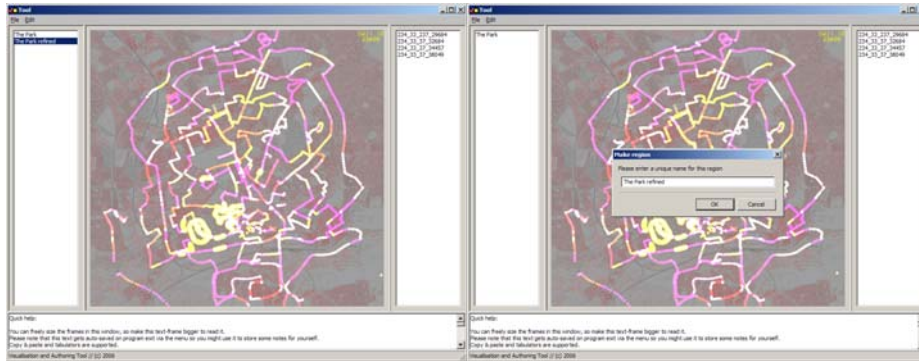 Tool
File Edit
The Park
The Park refined
234_33_237_29684
234_33_37_33684
234_33_37_34457
234_33_37_38049
Quick help:
You can freely size the frames in this window, so make this text-frame bigger to read it.
Please note that this text gets auto-saved on program exit via the menu so you might use it to store some notes for yourself.
Copy & paste and tabulators are supported.
Visualisation and Authoring Tool // (c) 2006
Tool
File Edit
The Park
234_33_237_29684
234_33_37_33684
234_33_37_34457
234_33_37_38049
Make region
Please enter a unique name for this region
The Park refined
OK Cancel
Quick help:
You can freely size the frames in this window, so make this text-frame bigger to read it.
Please note that this text gets auto-saved on program exit via the menu so you might use it to store some notes for yourself.
Copy & paste and tabulators are supported.
Visualisation and Authoring Tool // (c) 2006